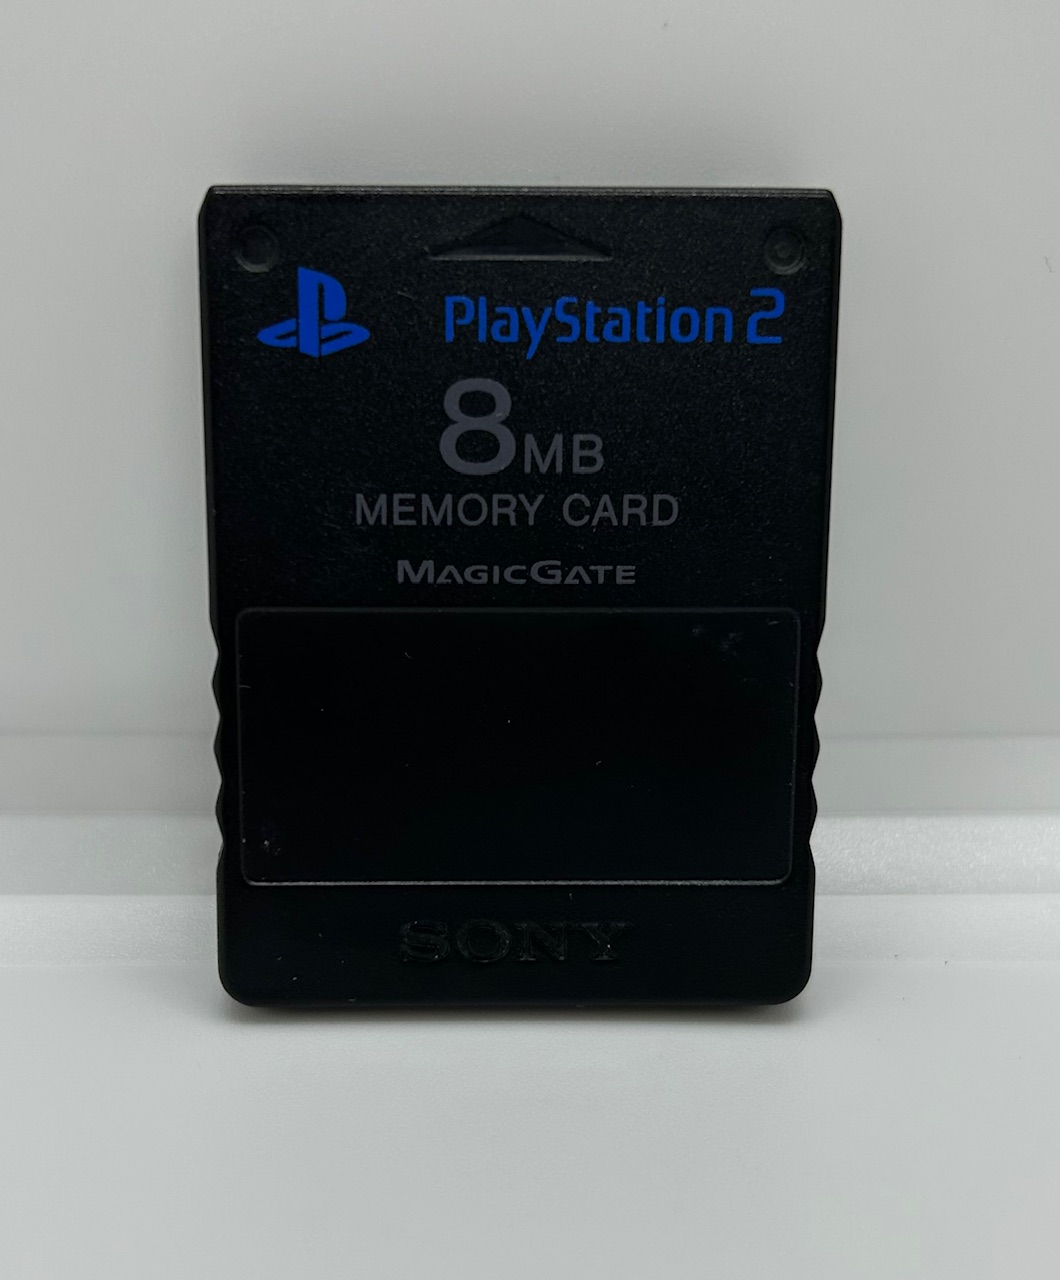 PlayStation 2
8MB
MEMORY CARD
MAGICGATE
SONY